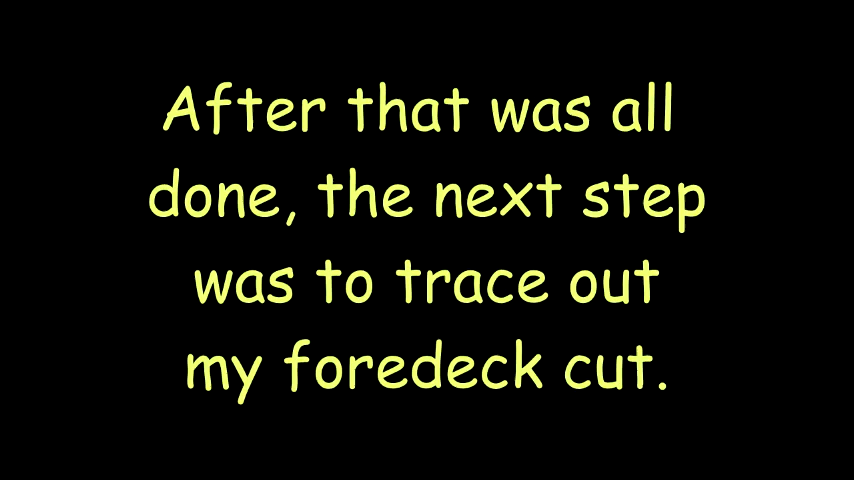 After that was all
done, the next step
was to trace out
my foredeck cut.